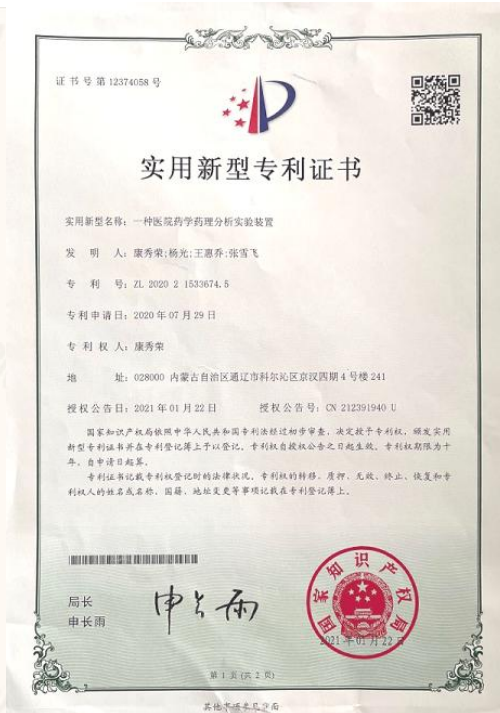 证书号第12374058号
实用新型专利证书
实用新型名称：一种医院药学药理分析实验装置
发明人：康秀荣;杨光;王惠乔;张雪飞
专利号：ZL 2020 2 1533674.5
专利申请日：2020年07月29日
专利权人：康秀荣
地址：028000 内蒙古自治区通辽市科尔沁区京汉四期4号楼241
授权公告日：2021年01月22日 授权公告号：CN 212391940 U
国家知识产权局依照中华人民共和国专利法经过初步审查，决定授予专利权，颁发实用
新型专利证书并在专利登记簿上予以登记。专利权自授权公告之日起生效。专利权期限为十
年，自申请日起算。
专利证书记载专利权登记时的法律状况。专利权的转移、质押、无效、终止、恢复和专
利权人的姓名或名称、国籍、地址变更等事项记载在专利登记簿上。
局长
申长雨
申长雨
国家知识产权局
2021年01月22日
第1页(共2页)
其他事项参见续页